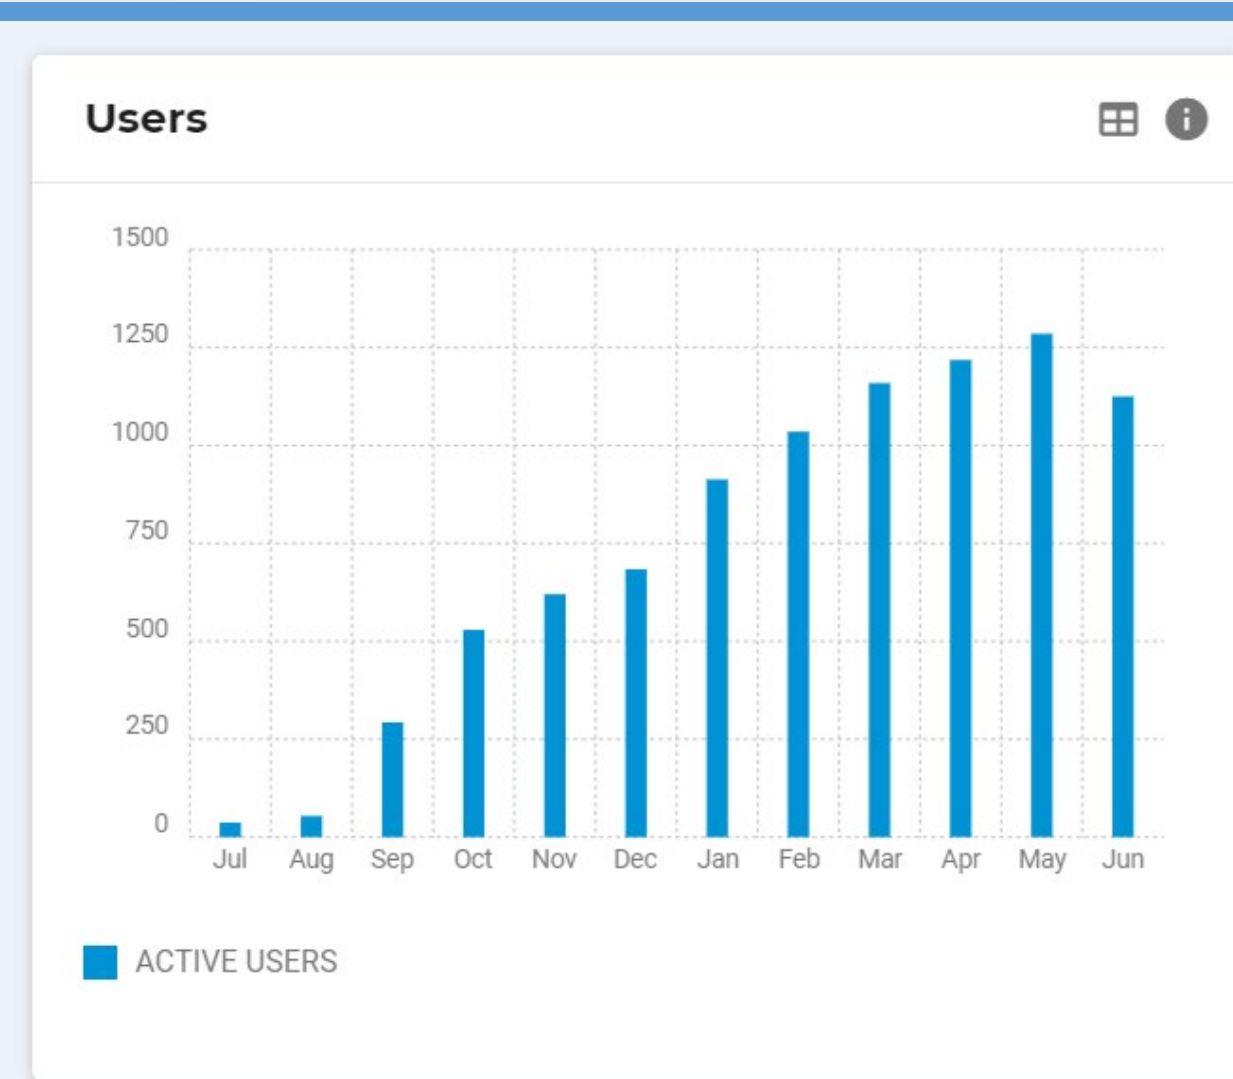 Users
1500
1250
1000
750
500
250
0
Jul Aug Sep Oct Nov Dec Jan Feb Mar Apr May Jun
ACTIVE USERS